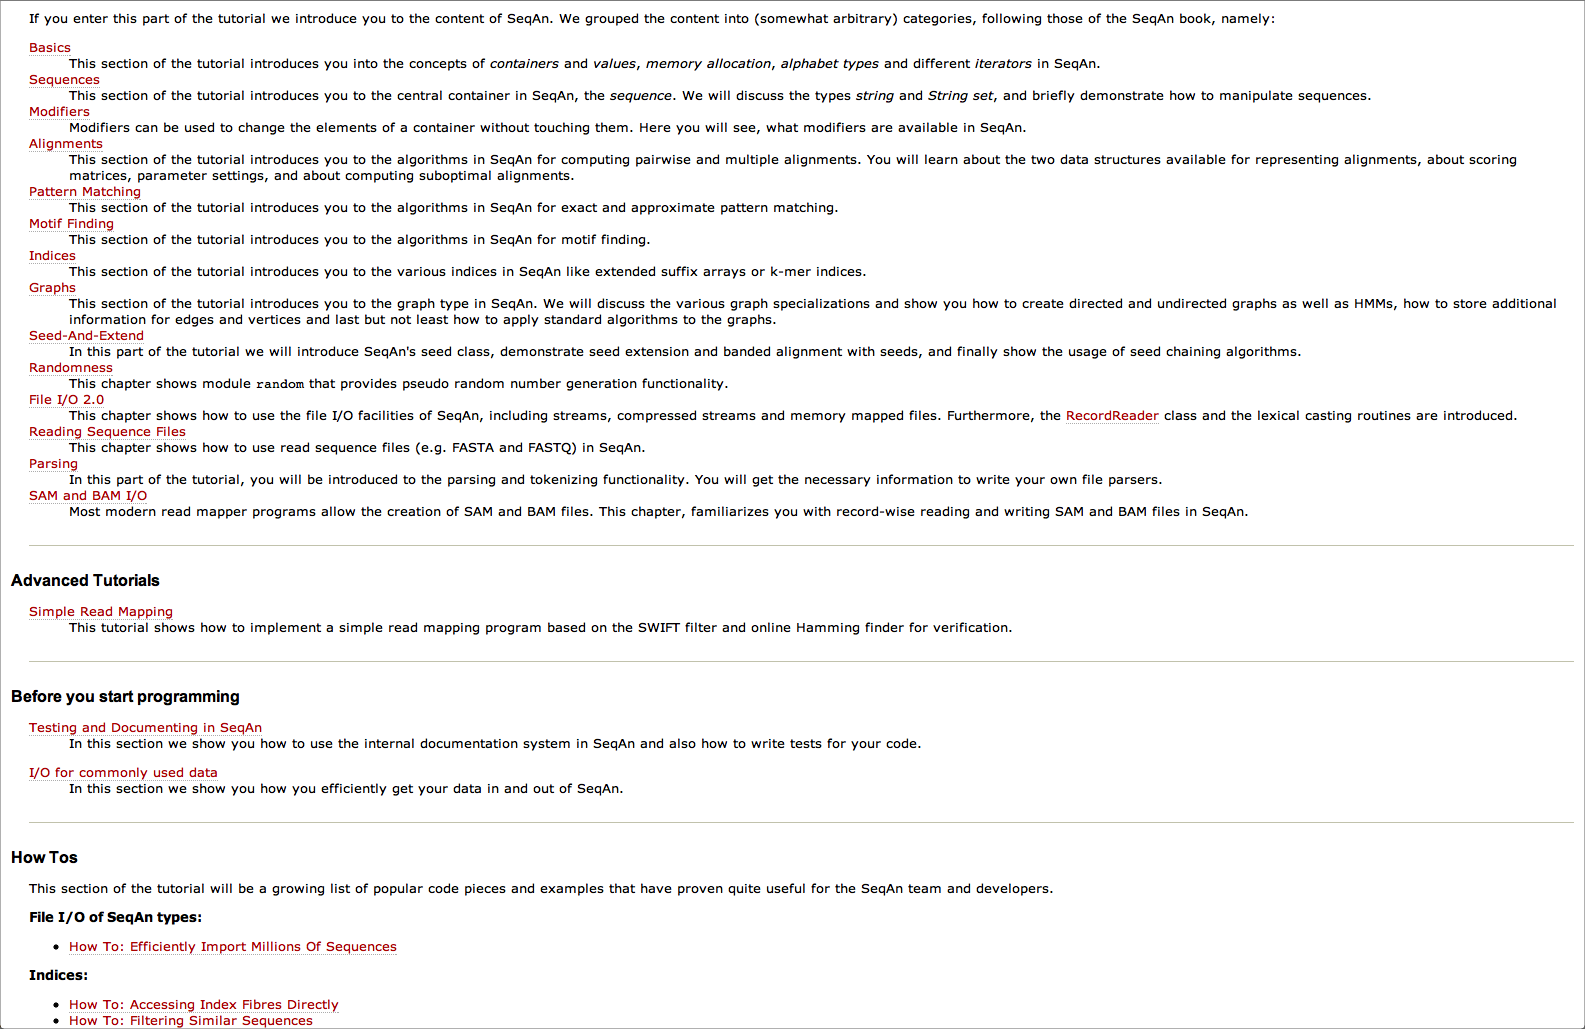 If you enter this part of the tutorial we introduce you to the content of SeqAn. We grouped the content into (somewhat arbitrary) categories, following those of the SeqAn book, namely:
Basics
This section of the tutorial introduces you into the concepts of containers and values, memory allocation, alphabet types and different iterators in SeqAn.
Sequences
This section of the tutorial introduces you to the central container in SeqAn, the sequence. We will discuss the types string and String set, and briefly demonstrate how to manipulate sequences.
Modifiers
Modifiers can be used to change the elements of a container without touching them. Here you will see, what modifiers are available in SeqAn.
Alignments
This section of the tutorial introduces you to the algorithms in SeqAn for computing pairwise and multiple alignments. You will learn about the two data structures available for representing alignments, about scoring
matrices, parameter settings, and about computing suboptimal alignments.
Pattern Matching
This section of the tutorial introduces you to the algorithms in SeqAn for exact and approximate pattern matching.
Motif Finding
This section of the tutorial introduces you to the algorithms in SeqAn for motif finding.
Indices
This section of the tutorial introduces you to the various indices in SeqAn like extended suffix arrays or k-mer indices.
Graphs
This section of the tutorial introduces you to the graph type in SeqAn. We will discuss the various graph specializations and show you how to create directed and undirected graphs as well as HMMs, how to store additional
information for edges and vertices and last but not least how to apply standard algorithms to the graphs.
Seed-And-Extend
In this part of the tutorial we will introduce SeqAn's seed class, demonstrate seed extension and banded alignment with seeds, and finally show the usage of seed chaining algorithms.
Randomness
This chapter shows module random that provides pseudo random number generation functionality.
File I/O 2.0
This chapter shows how to use the file I/O facilities of SeqAn, including streams, compressed streams and memory mapped files. Furthermore, the RecordReader class and the lexical casting routines are introduced.
Reading Sequence Files
This chapter shows how to use read sequence files (e.g. FASTA and FASTQ) in SeqAn.
Parsing
In this part of the tutorial, you will be introduced to the parsing and tokenizing functionality. You will get the necessary information to write your own file parsers.
SAM and BAM I/O
Most modern read mapper programs allow the creation of SAM and BAM files. This chapter, familiarizes you with record-wise reading and writing SAM and BAM files in SeqAn.
Advanced Tutorials
Simple Read Mapping
This tutorial shows how to implement a simple read mapping program based on the SWIFT filter and online Hamming finder for verification.
Before you start programming
Testing and Documenting in SeqAn
In this section we show you how to use the internal documentation system in SeqAn and also how to write tests for your code.
I/O for commonly used data
In this section we show you how you efficiently get your data in and out of SeqAn.
How Tos
This section of the tutorial will be a growing list of popular code pieces and examples that have proven quite useful for the SeqAn team and developers.
File I/O of SeqAn types:
• How To: Efficiently Import Millions Of Sequences
Indices:
• How To: Accessing Index Fibres Directly
• How To: Filtering Similar Sequences